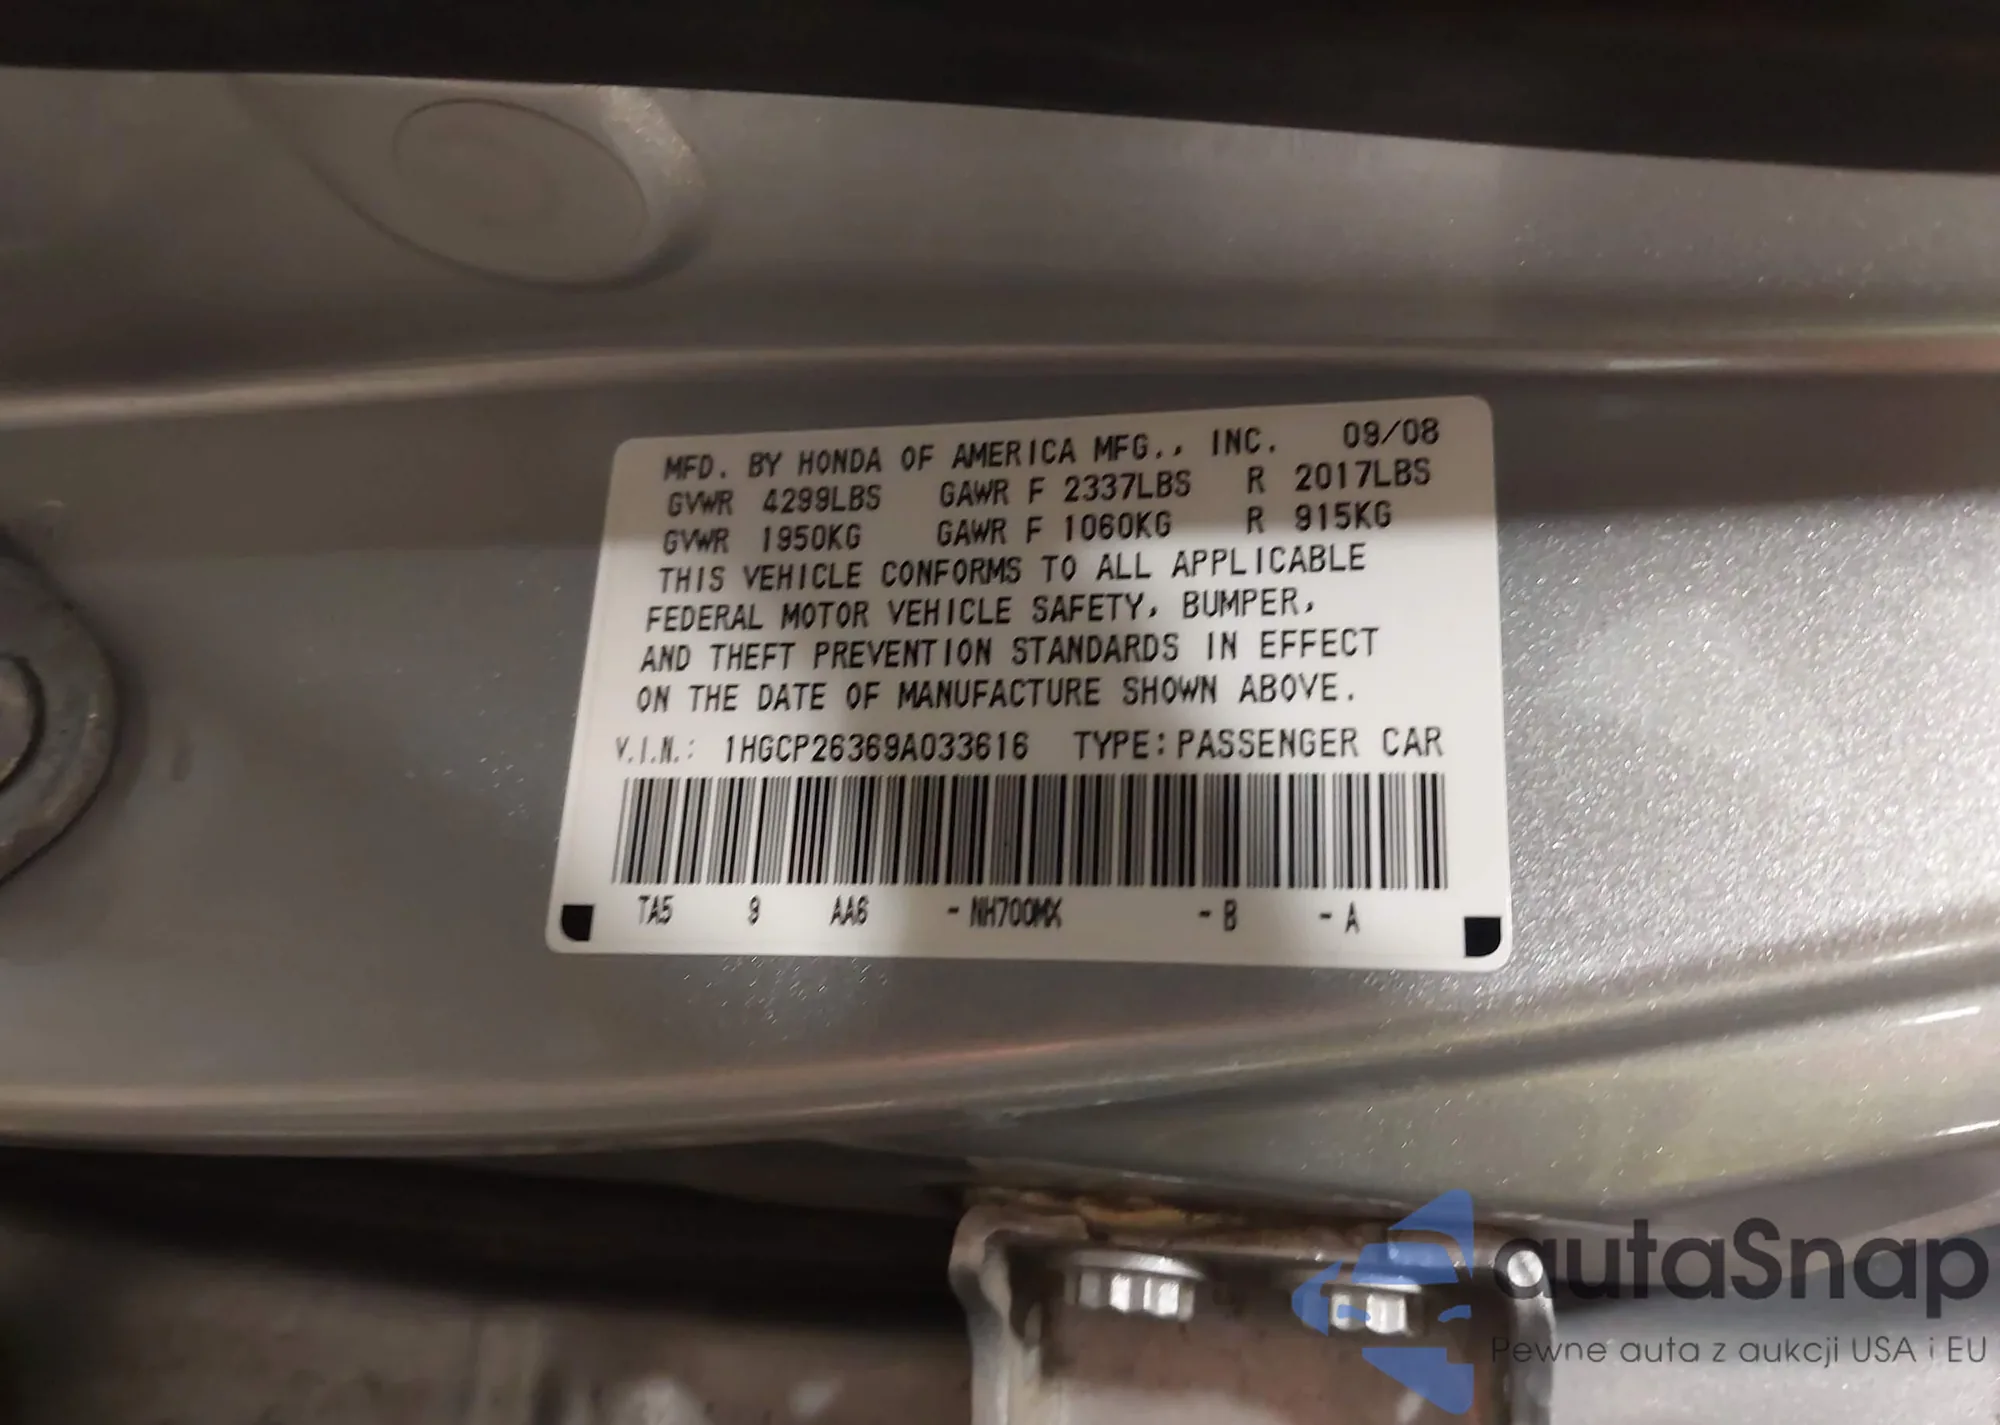 MFD. BY HONDA OF AMERICA MFG., INC. 09/08
GVWR 4299LBS GAWR F 2337LBS R 2017LBS
GVWR 1950KG GAWR F 1060KG R 915KG
THIS VEHICLE CONFORMS TO ALL APPLICABLE
FEDERAL MOTOR VEHICLE SAFETY, BUMPER,
AND THEFT PREVENTION STANDARDS IN EFFECT
ON THE DATE OF MANUFACTURE SHOWN ABOVE.
V.I.N.: 1HGCP26369A033616 TYPE: PASSENGER CAR
TA5 9 AA6 - NH700MX - B - A
autaSnap
Pewne auta z aukcji USA i EU